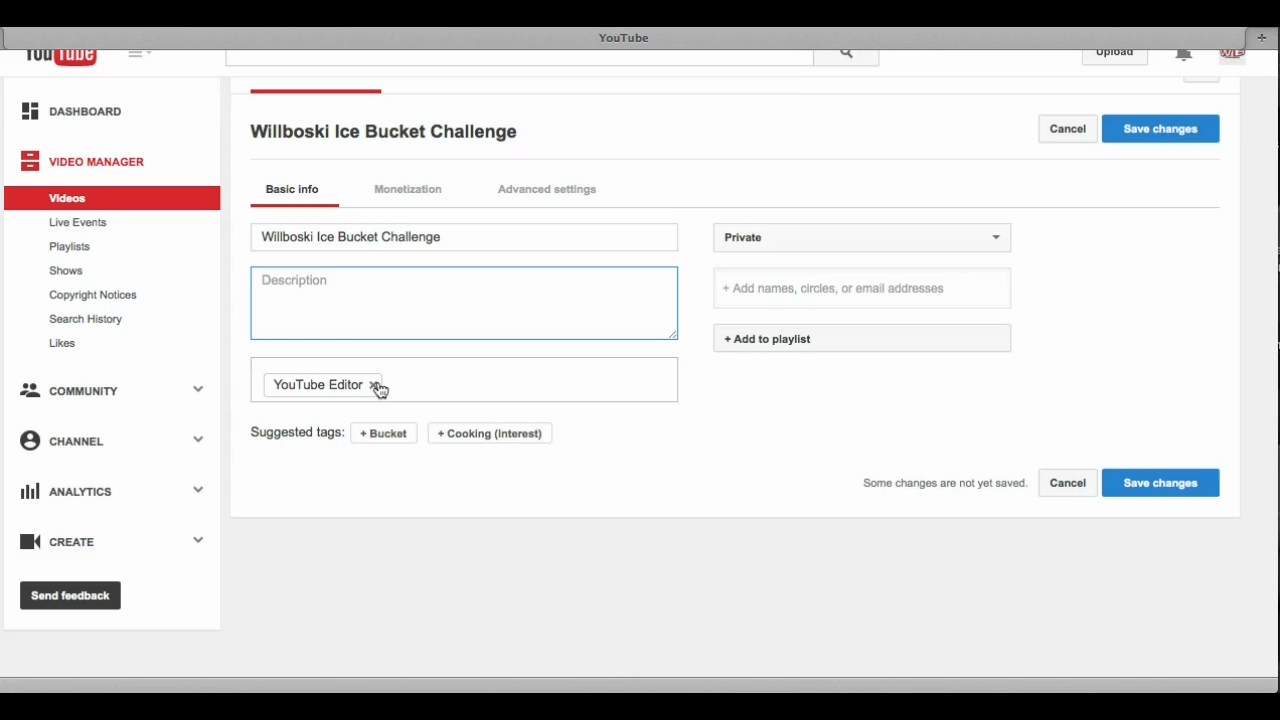 YouTube
+
YouTube
Upload
DASHBOARD
VIDEO MANAGER
Videos
Live Events
Playlists
Shows
Copyright Notices
Search History
Likes
COMMUNITY
CHANNEL
ANALYTICS
CREATE
Send feedback
Willboski Ice Bucket Challenge
Cancel
Save changes
Basic info
Monetization
Advanced settings
Willboski Ice Bucket Challenge
Private
Description
+ Add names, circles, or email addresses
+ Add to playlist
YouTube Editor ×
Suggested tags: + Bucket + Cooking (Interest)
Some changes are not yet saved.
Cancel
Save changes